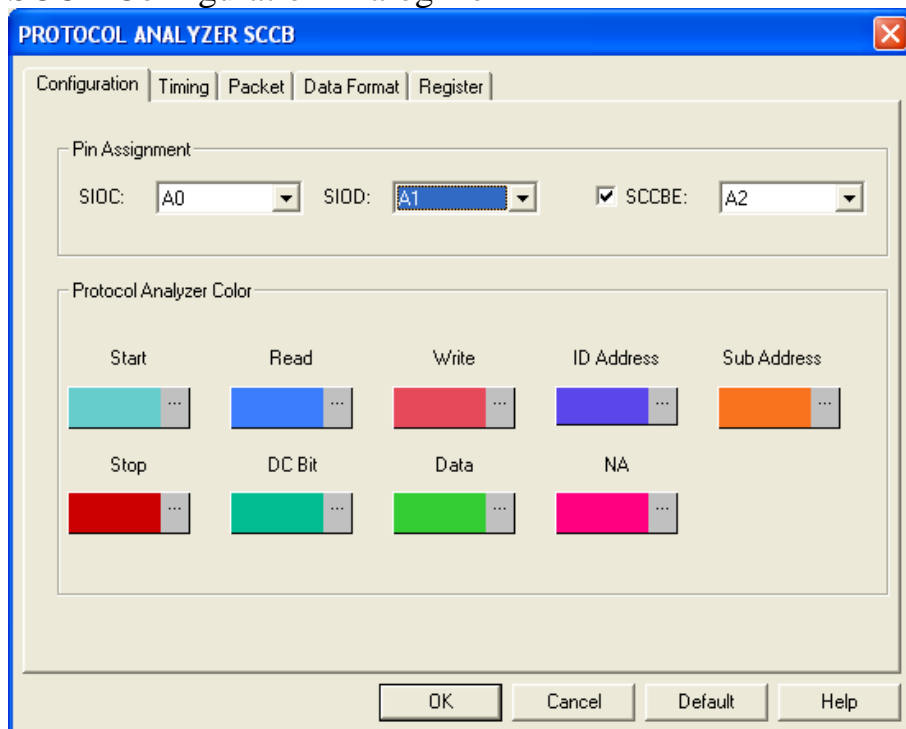 PROTOCOL ANALYZER SCCB
Configuration Timing Packet Data Format Register
Pin Assignment
SIOC: A0 SIOD: A1 SCCBE: A2
Protocol Analyzer Color
Start Read Write ID Address Sub Address
... ... ... ... ...
Stop DC Bit Data NA
... ... ... ...
OK Cancel Default Help